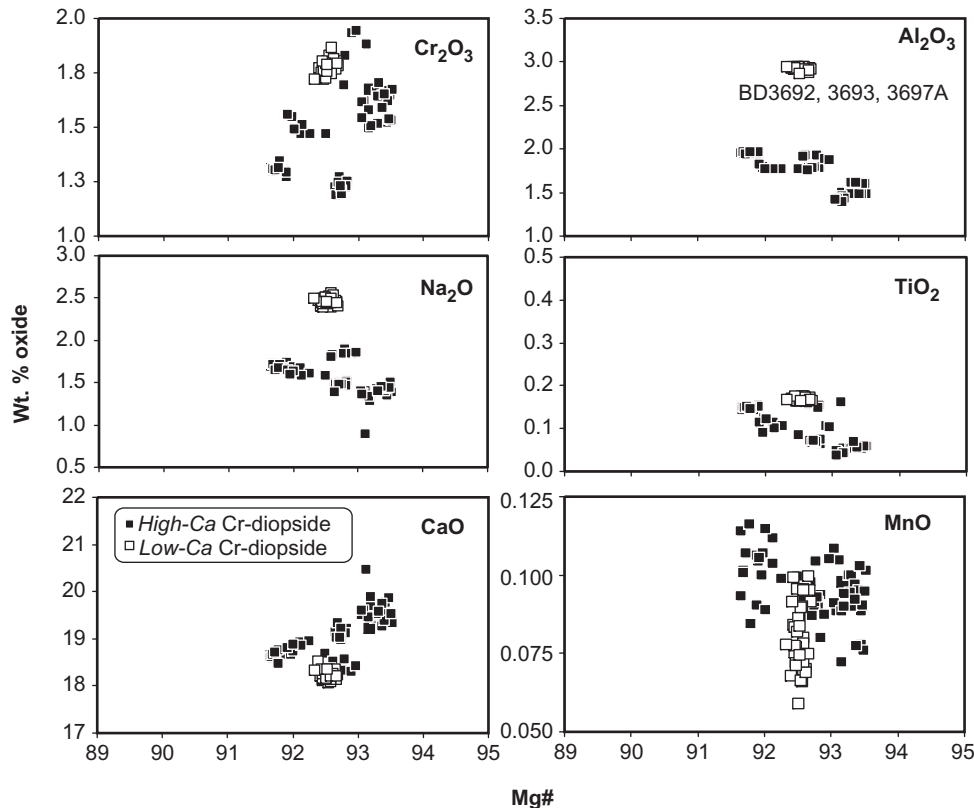 Wt. % oxide
2.0
1.8
1.5
1.3
1.0
Cr₂O₃
3.5
3.0
2.5
2.0
1.5
1.0
Al₂O₃
BD3692, 3693, 3697A
3.0
2.5
2.0
1.5
1.0
0.5
Na₂O
0.5
0.4
0.3
0.2
0.1
0.0
TiO₂
22
21
20
19
18
17
CaO
High-Ca Cr-diopside
Low-Ca Cr-diopside
89 90 91 92 93 94 95
0.125
0.100
0.075
0.050
MnO
89 90 91 92 93 94 95
Mg#